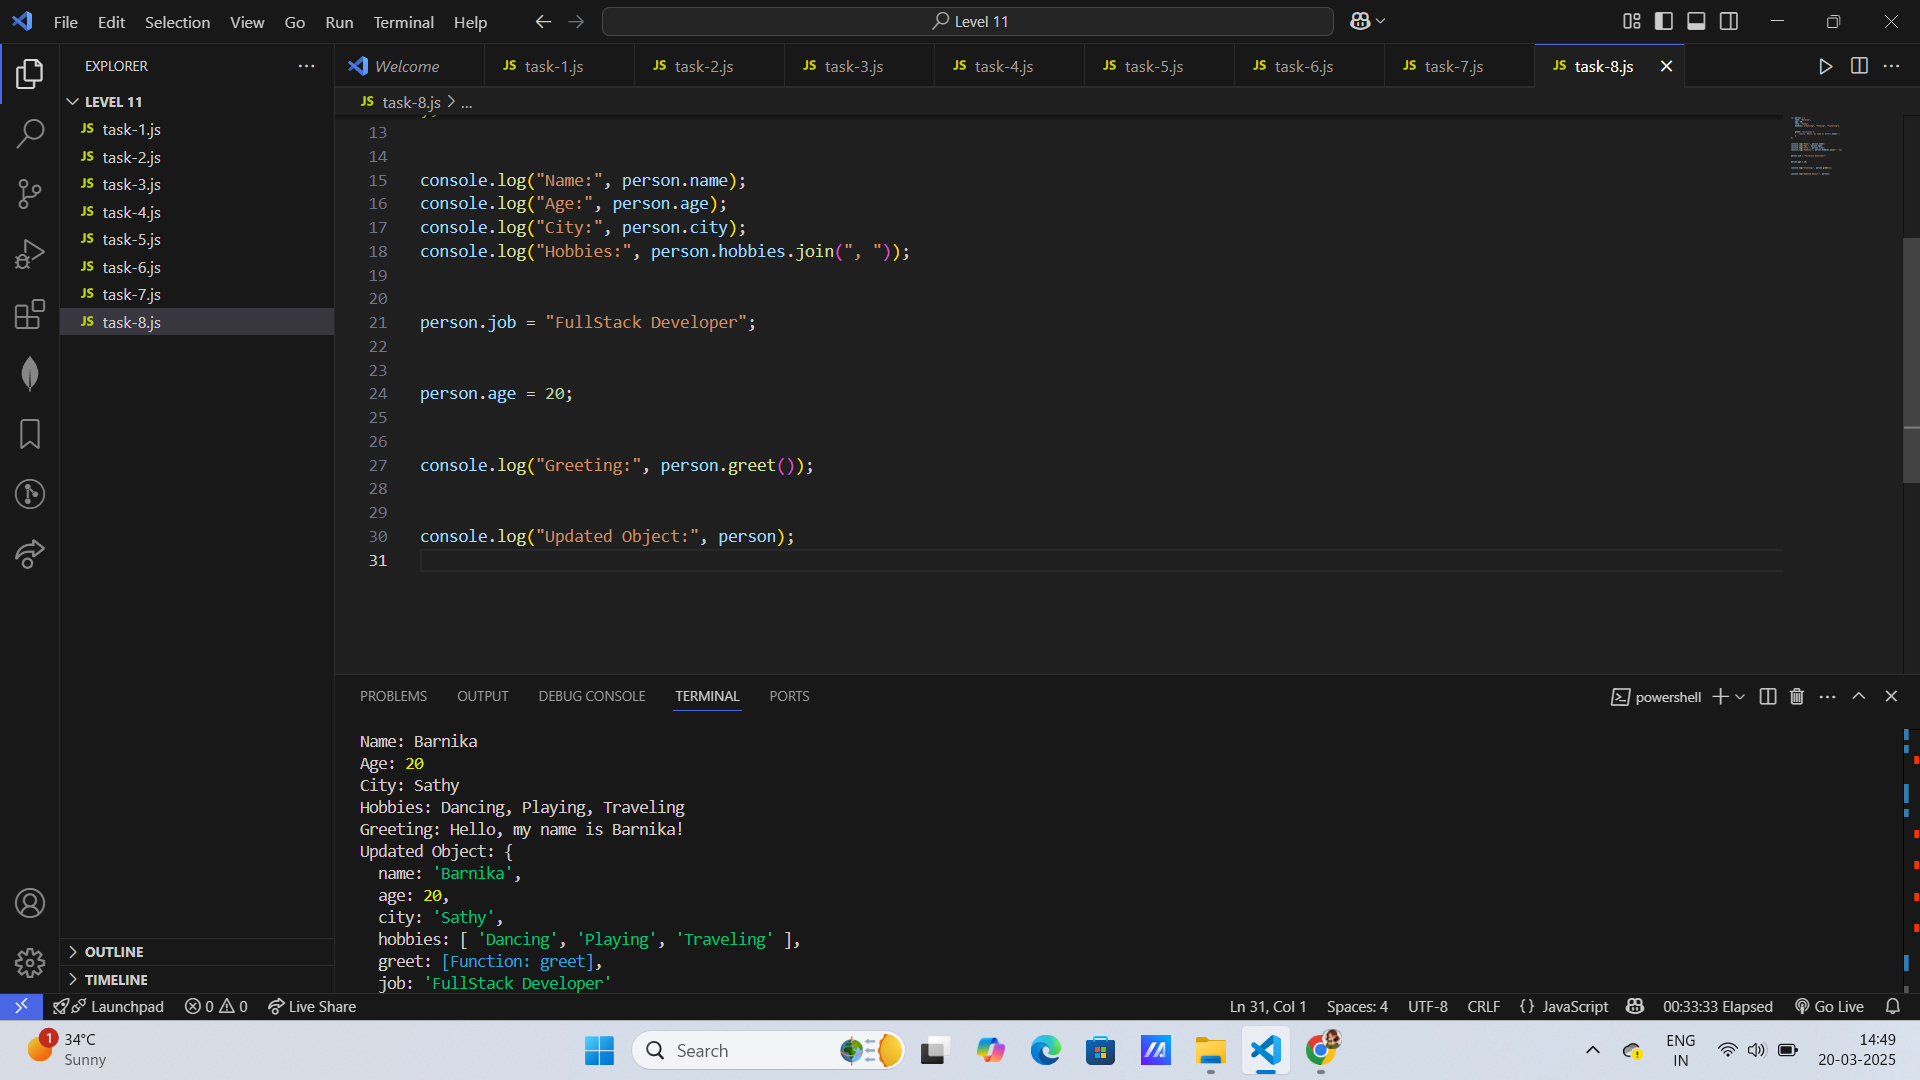 File Edit Selection View Go Run Terminal Help
Level 11
EXPLORER
LEVEL 11
JS task-1.js
JS task-2.js
JS task-3.js
JS task-4.js
JS task-5.js
JS task-6.js
JS task-7.js
JS task-8.js
OUTLINE
TIMELINE
Welcome JS task-1.js JS task-2.js JS task-3.js JS task-4.js JS task-5.js JS task-6.js JS task-7.js JS task-8.js
JS task-8.js > ...
13
14
15 console.log("Name:", person.name);
16 console.log("Age:", person.age);
17 console.log("City:", person.city);
18 console.log("Hobbies:", person.hobbies.join(", "));
19
20
21 person.job = "FullStack Developer";
22
23
24 person.age = 20;
25
26
27 console.log("Greeting:", person.greet());
28
29
30 console.log("Updated Object:", person);
31
PROBLEMS OUTPUT DEBUG CONSOLE TERMINAL PORTS
powershell
Name: Barnika
Age: 20
City: Sathy
Hobbies: Dancing, Playing, Traveling
Greeting: Hello, my name is Barnika!
Updated Object: {
name: 'Barnika',
age: 20,
city: 'Sathy',
hobbies: [ 'Dancing', 'Playing', 'Traveling' ],
greet: [Function: greet],
job: 'FullStack Developer'
Launchpad 0 0 Live Share
Ln 31, Col 1 Spaces: 4 UTF-8 CRLF {} JavaScript 00:33:33 Elapsed Go Live
1
34°C
Sunny
Search
ENG
IN
14:49
20-03-2025